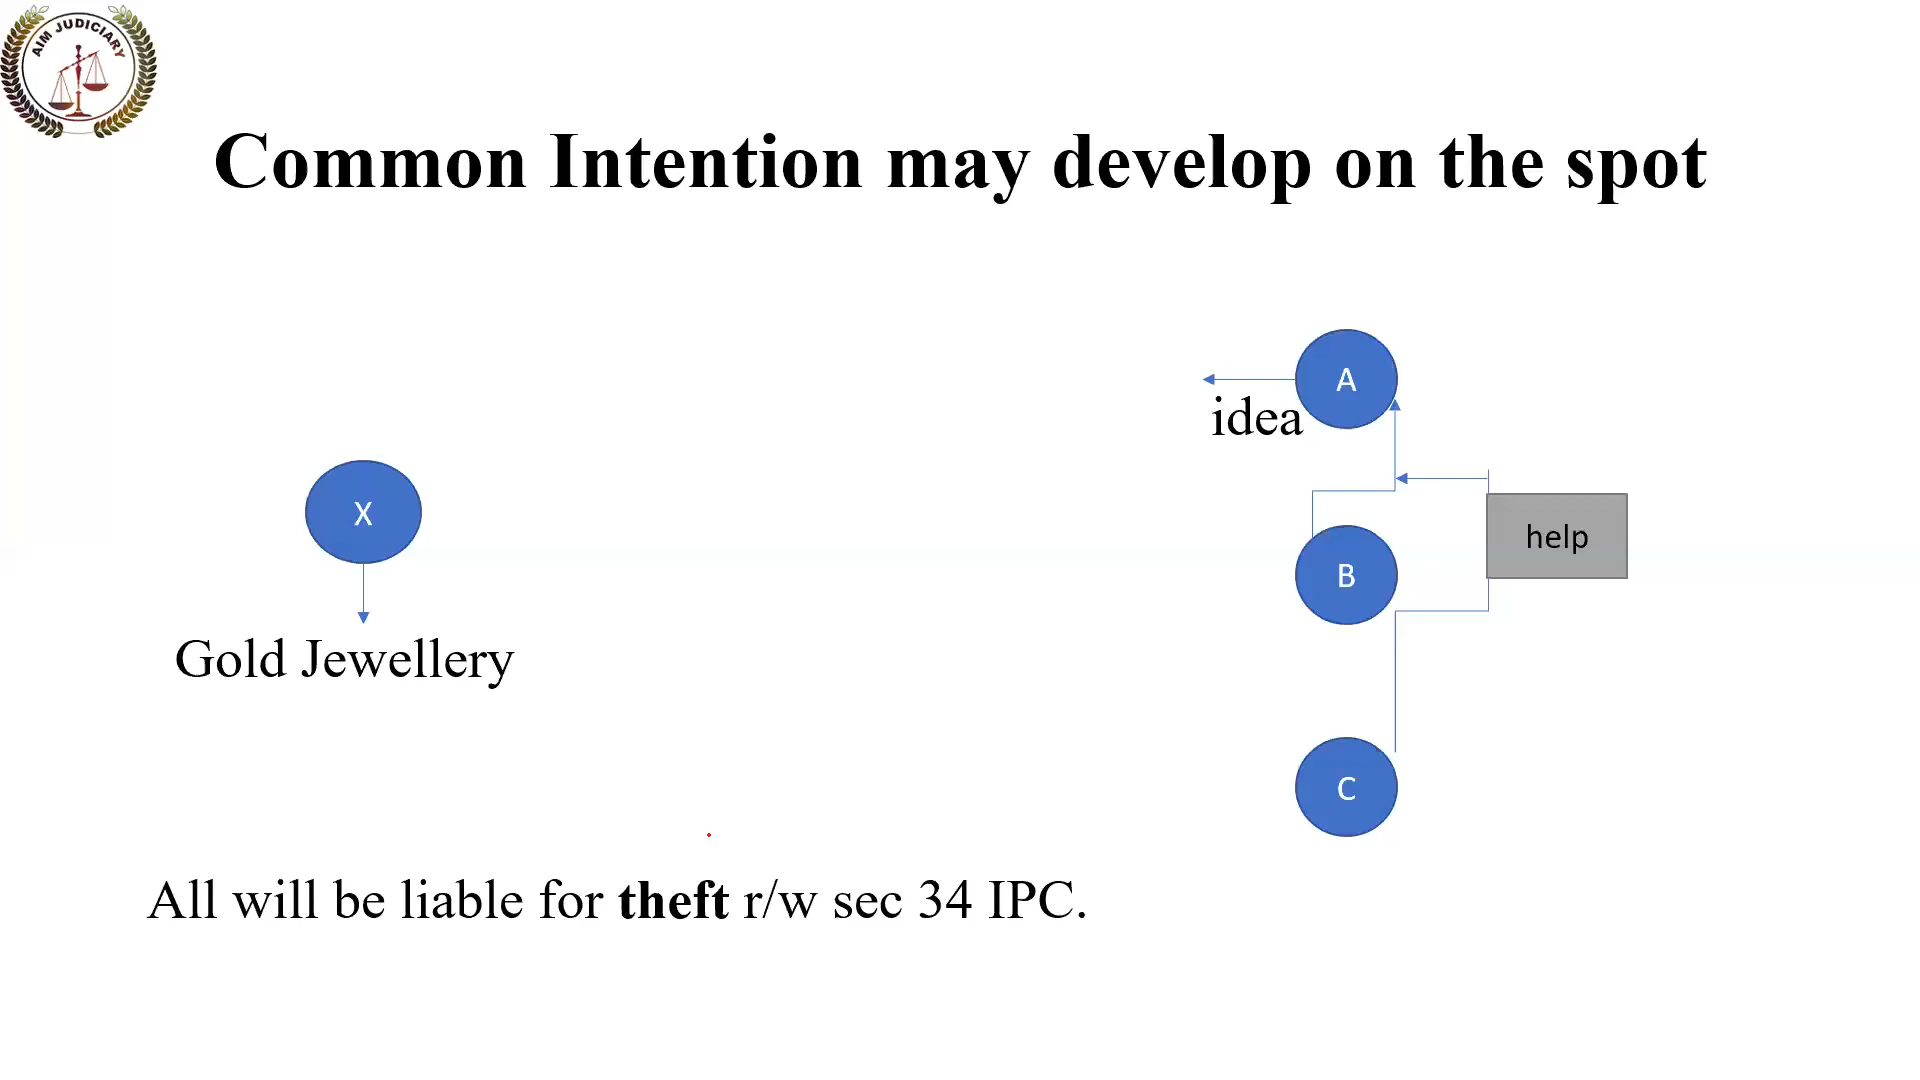 AIM JUDICIARY
Common Intention may develop on the spot
A
idea
X
help
B
Gold Jewellery
C
All will be liable for theft r/w sec 34 IPC.